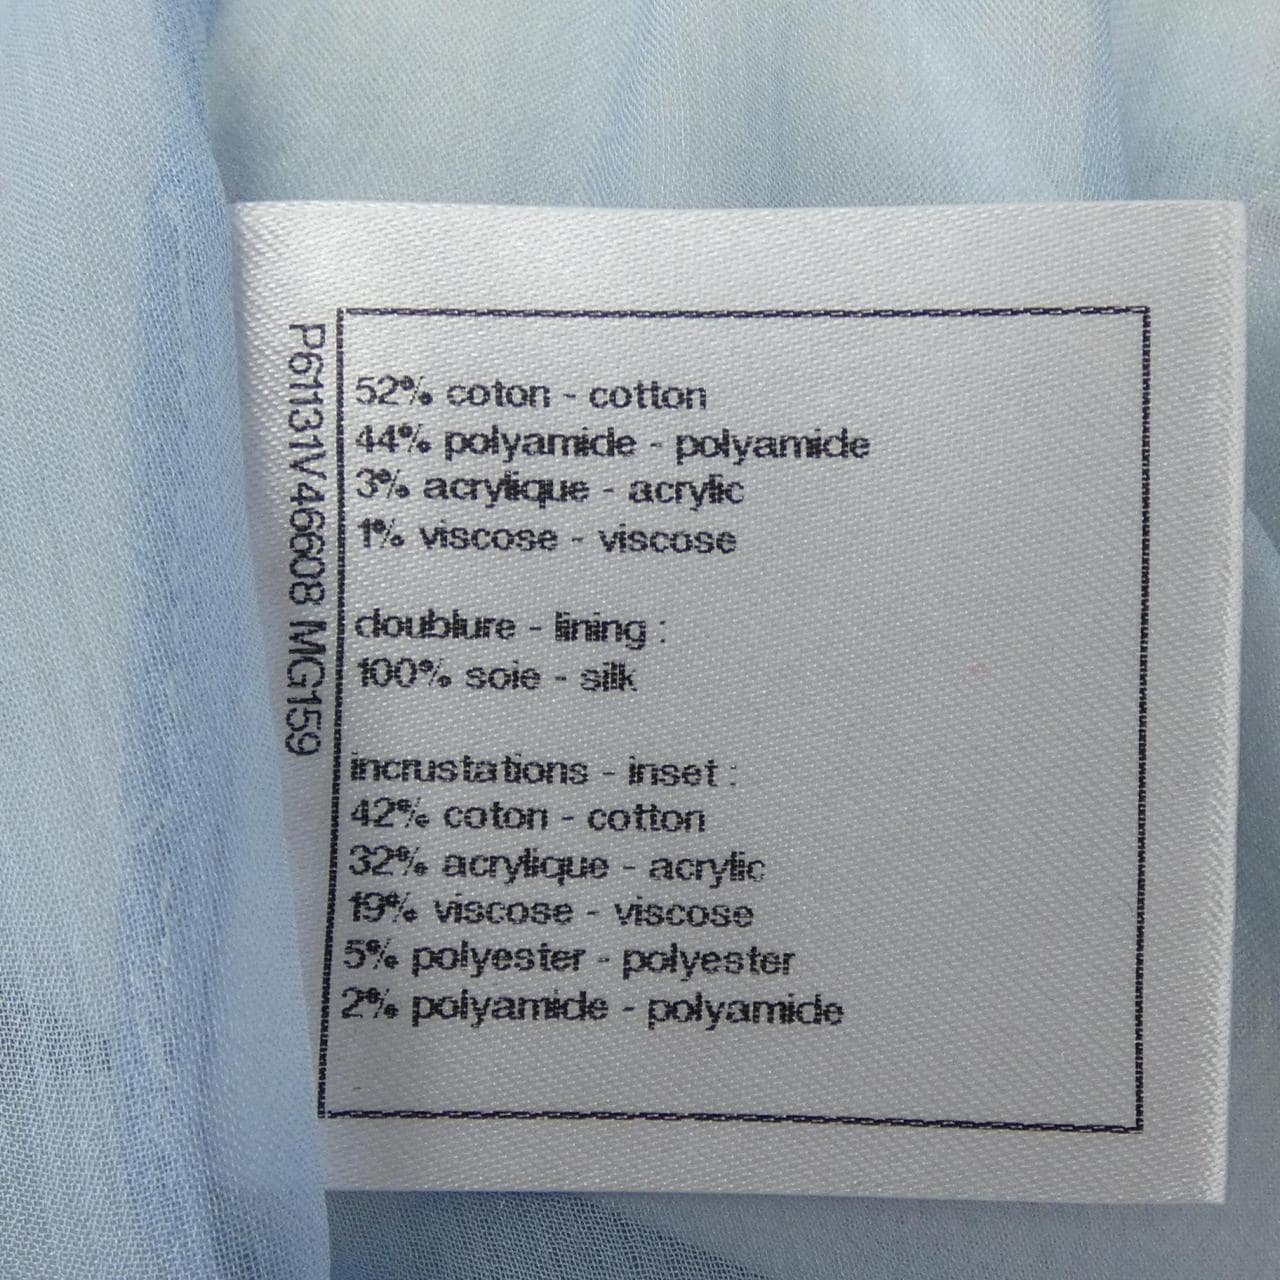 P61131V46608 MG159
52% coton - cotton
44% polyamide - polyamide
3% acrylique - acrylic
1% viscose - viscose
doublure - lining :
100% soie - silk
incrustations - inset :
42% coton - cotton
32% acrylique - acrylic
19% viscose - viscose
5% polyester - polyester
2% polyamide - polyamide